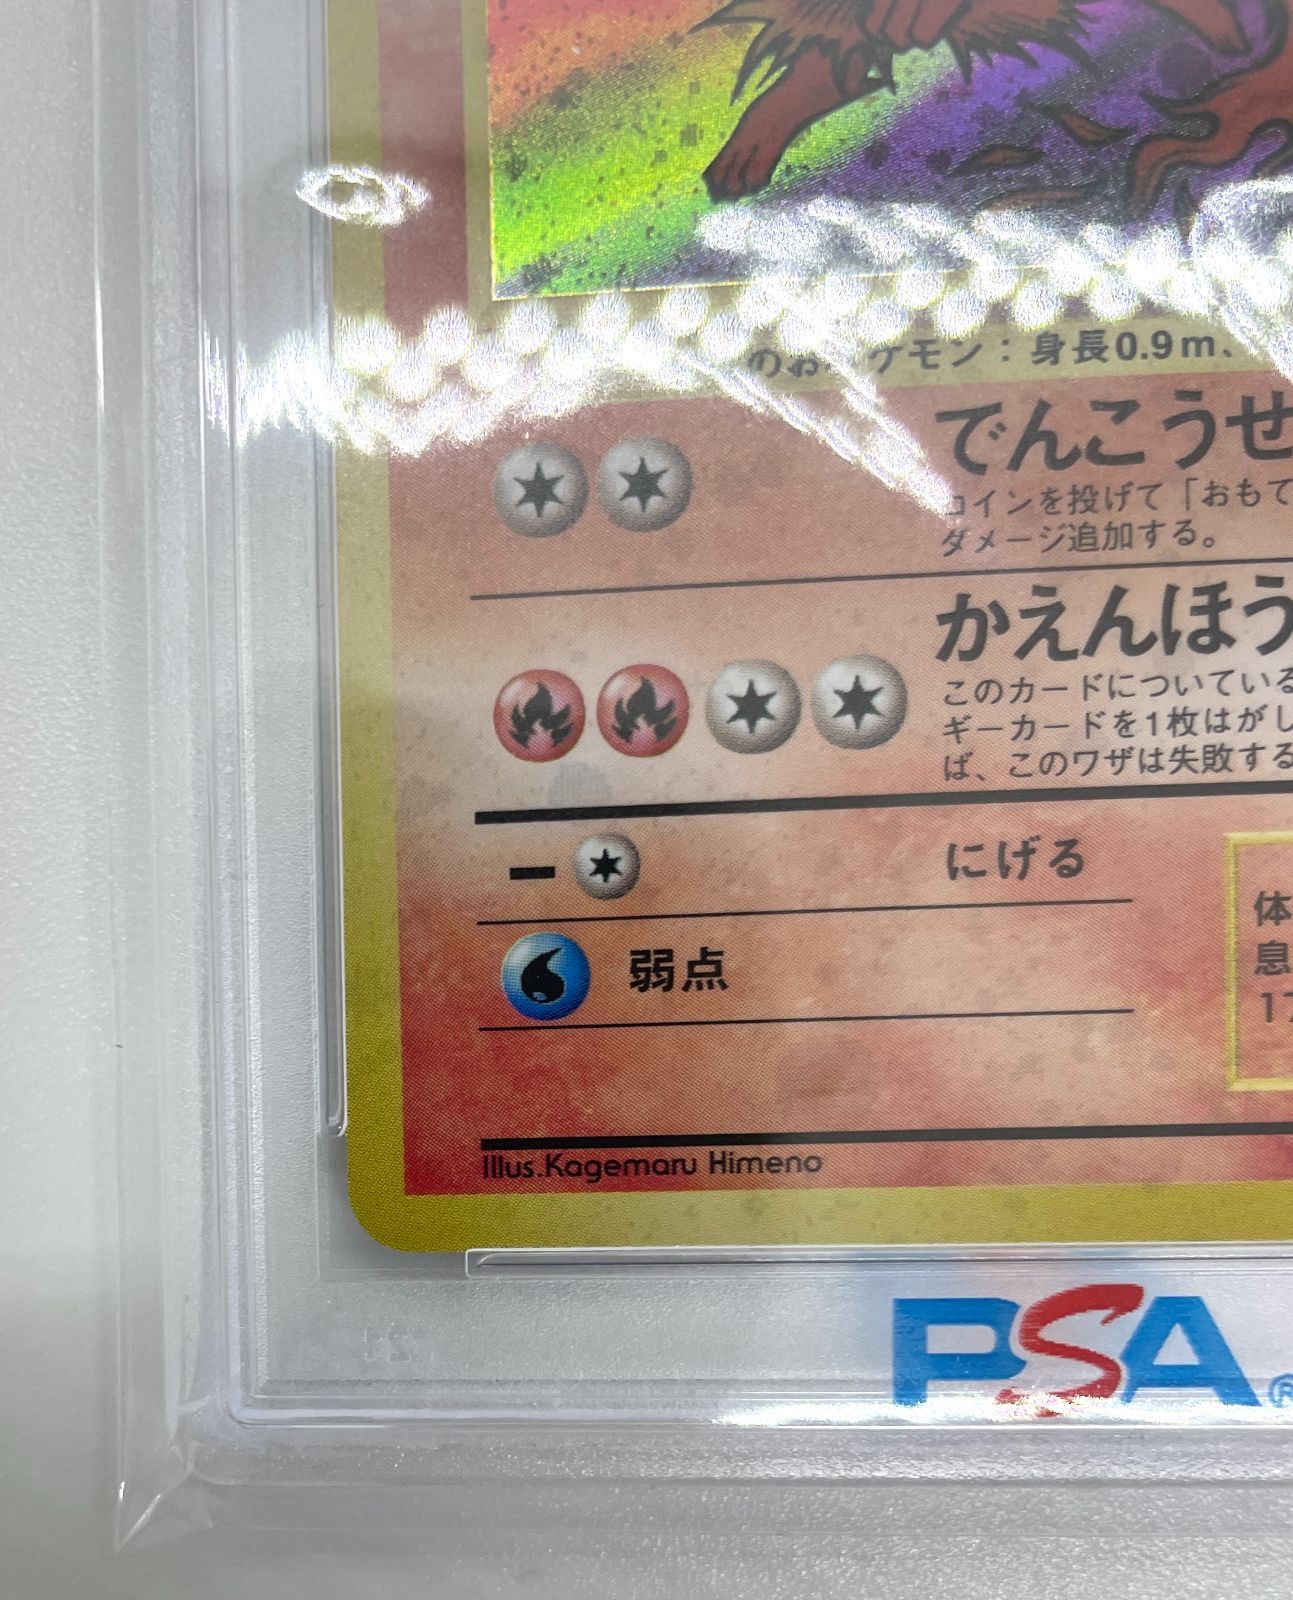 ケモン：身長0.9m、
でんこうせ
コインを投げて「おもて
ダメージ追加する。
かえんほう
このカードについている
ギーカードを1枚はがし
ば、このワザは失敗する
にげる
弱点
体
息
17
Illus.Kagemaru Himeno
PSA®